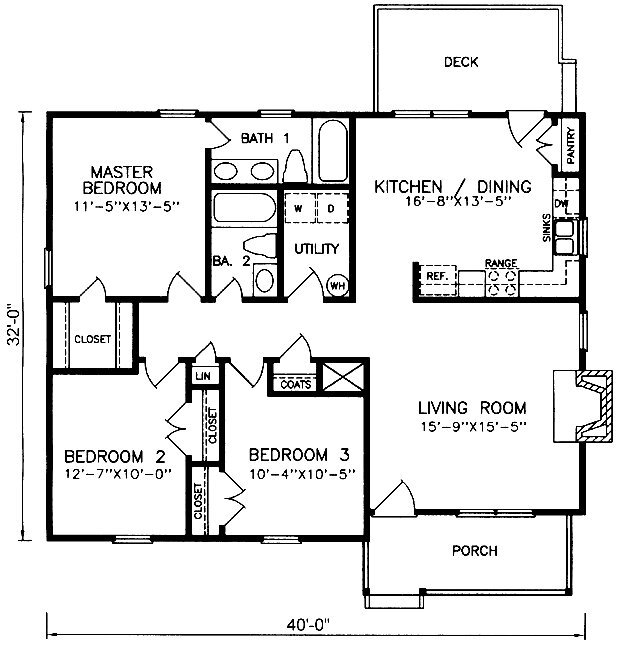 DECK
BATH 1
PANTRY
MASTER
BEDROOM
11'-5"X13'-5"
KITCHEN / DINING
16'-8"X13'-5"
W D
DW
SINKS
UTILITY
BA. 2
RANGE
REF.
WH
32'-0"
CLOSET
LIN
COATS
LIVING ROOM
15'-9"X15'-5"
CLOSET
BEDROOM 2
12'-7"X10'-0"
BEDROOM 3
10'-4"X10'-5"
CLOSET
PORCH
40'-0"